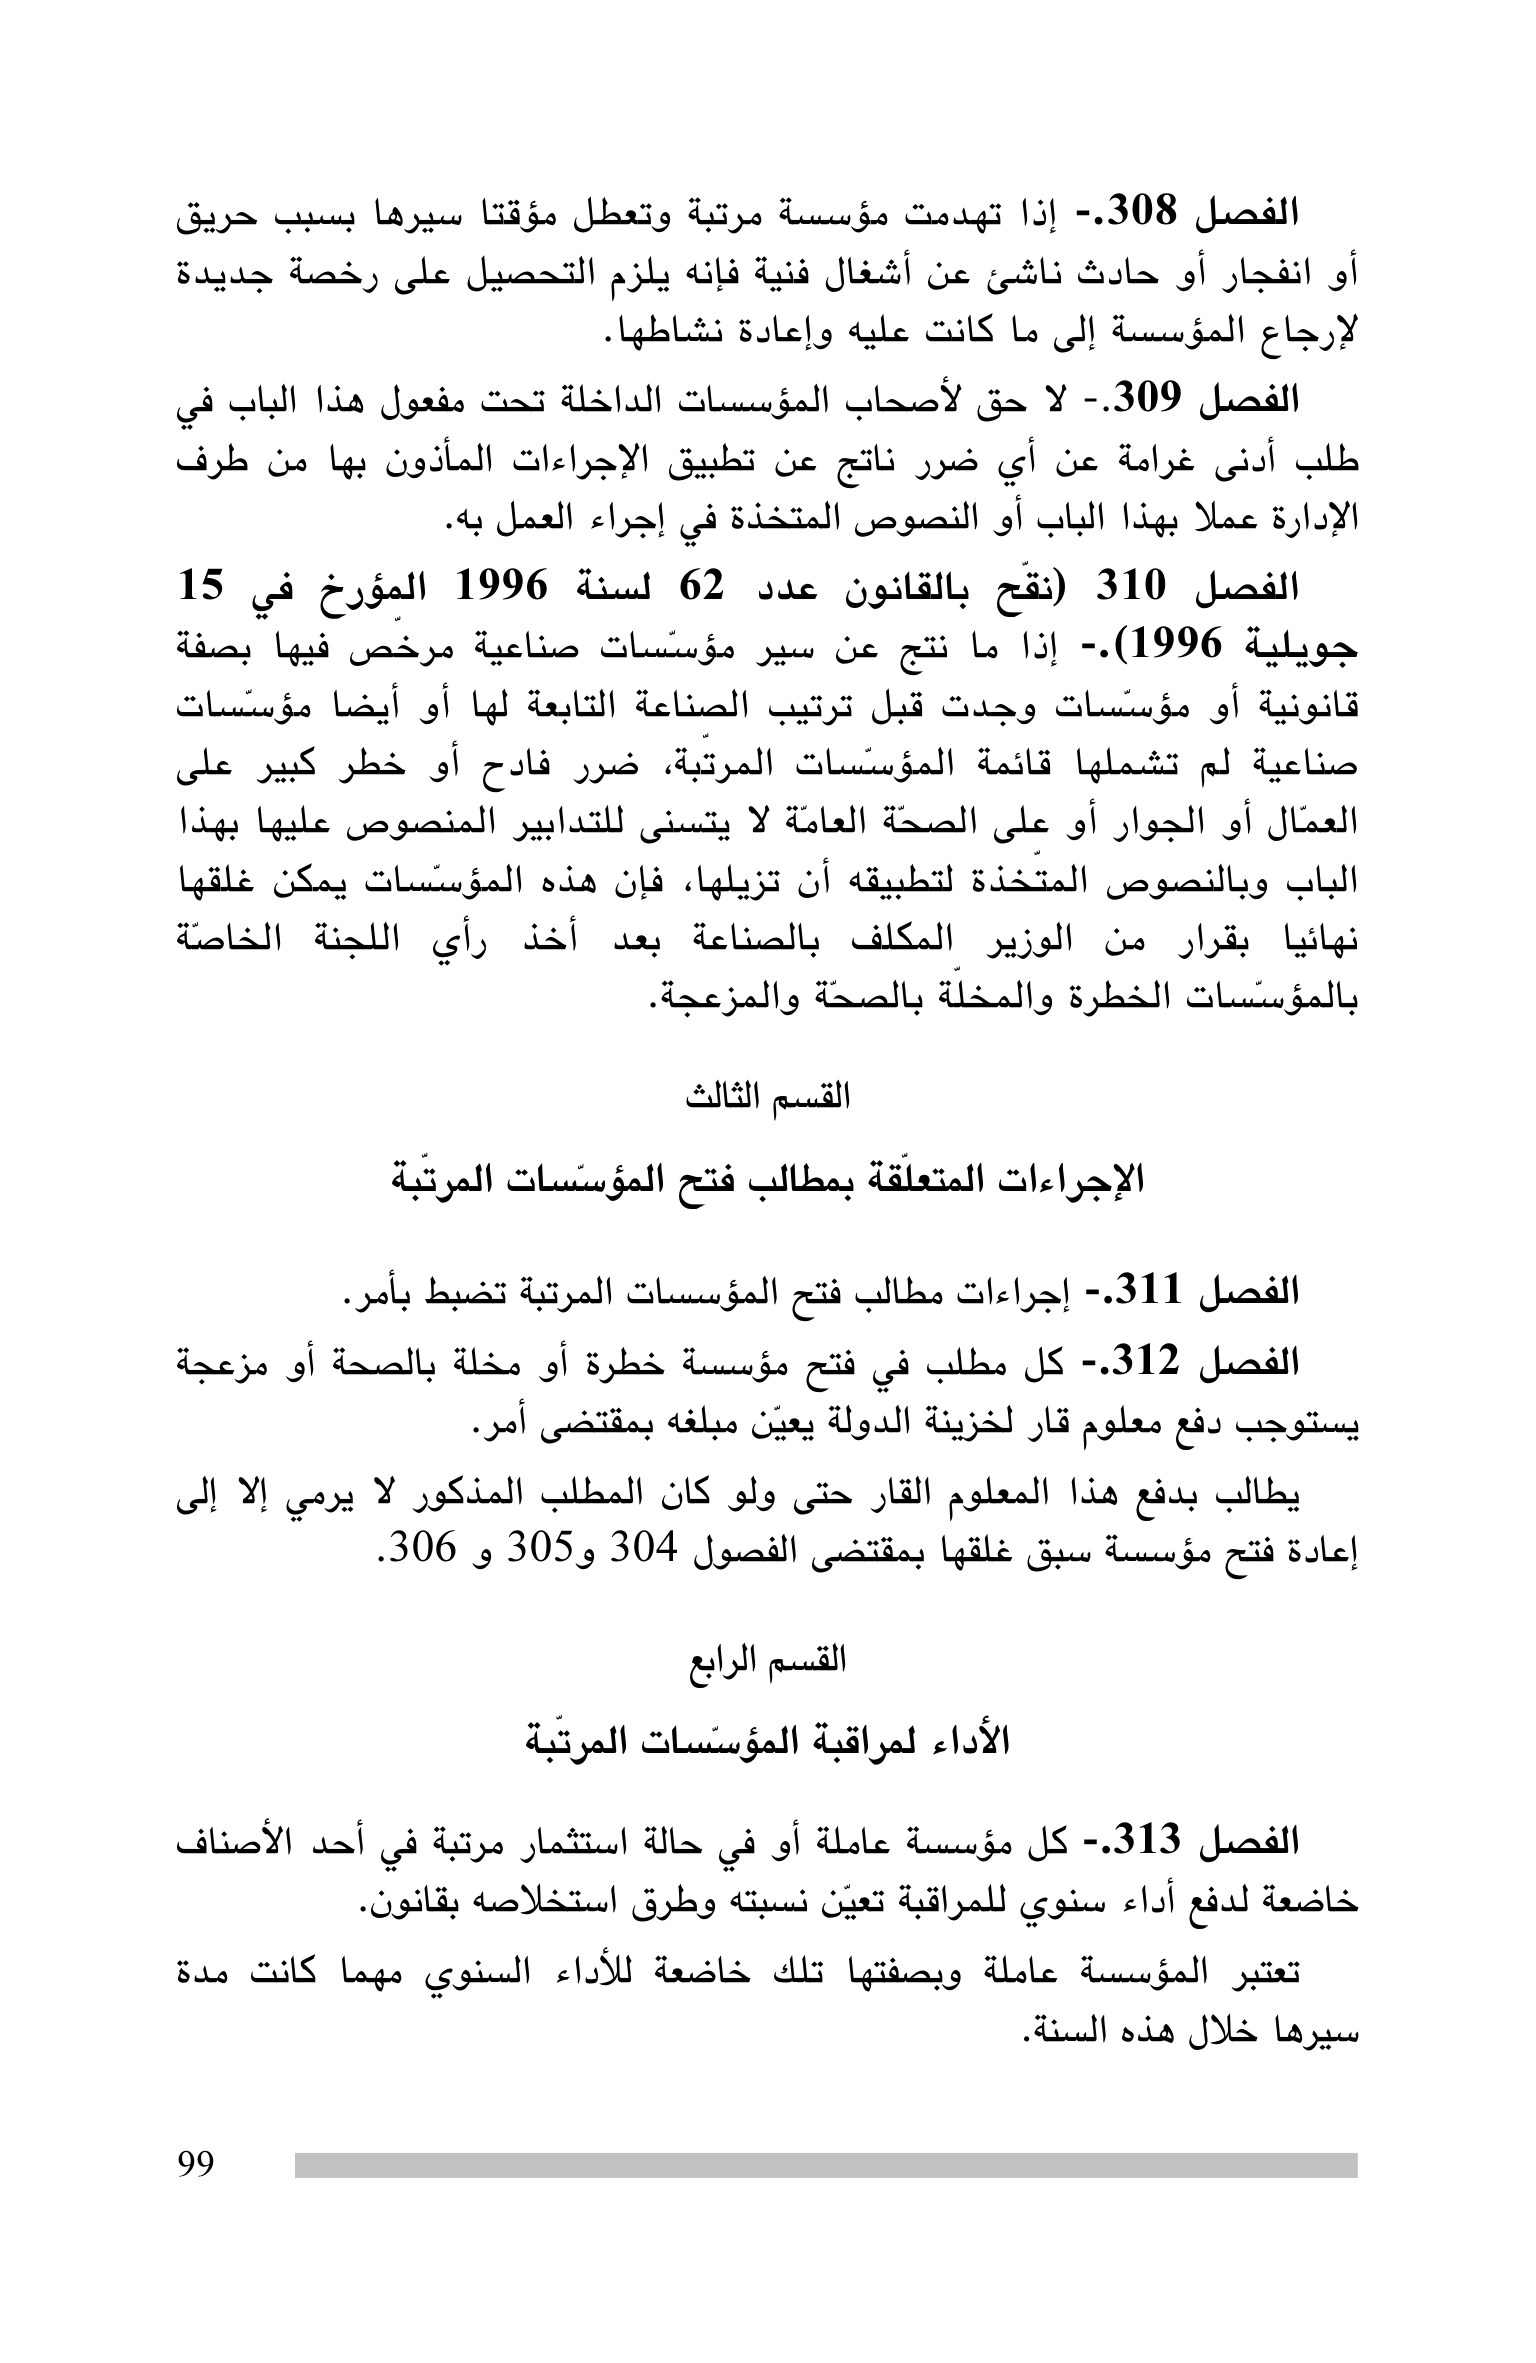 الفصل 308.- إذا تهدمت مؤسسة مرتبة وتعطل مؤقتا سيرها بسبب حريق
أو انفجار أو حادث ناشئ عن أشغال فنية فإنه يلزم التحصيل على رخصة جديدة
لإرجاع المؤسسة إلى ما كانت عليه وإعادة نشاطها.
الفصل 309.- لا حق لأصحاب المؤسسات الداخلة تحت مفعول هذا الباب في
طلب أدنى غرامة عن أي ضرر ناتج عن تطبيق الإجراءات المأذون بها من طرف
الإدارة عملا بهذا الباب أو النصوص المتخذة في إجراء العمل به.
الفصل 310 (نقّح بالقانون عدد 62 لسنة 1996 المؤرخ في 15
جويلية 1996).- إذا ما نتج عن سير مؤسّسات صناعية مرخّص فيها بصفة
قانونية أو مؤسّسات وجدت قبل ترتيب الصناعة التابعة لها أو أيضا مؤسّسات
صناعية لم تشملها قائمة المؤسّسات المرتّبة، ضرر فادح أو خطر كبير على
العمّال أو الجوار أو على الصحّة العامّة لا يتسنى للتدابير المنصوص عليها بهذا
الباب وبالنصوص المتّخذة لتطبيقه أن تزيلها، فإن هذه المؤسّسات يمكن غلقها
نهائيا بقرار من الوزير المكلف بالصناعة بعد أخذ رأي اللجنة الخاصّة
بالمؤسّسات الخطرة والمخلّة بالصحّة والمزعجة.
القسم الثالث
الإجراءات المتعلّقة بمطالب فتح المؤسّسات المرتّبة
الفصل 311.- إجراءات مطالب فتح المؤسسات المرتبة تضبط بأمر.
الفصل 312.- كل مطلب في فتح مؤسسة خطرة أو مخلة بالصحة أو مزعجة
يستوجب دفع معلوم قار لخزينة الدولة يعيّن مبلغه بمقتضى أمر.
يطالب بدفع هذا المعلوم القار حتى ولو كان المطلب المذكور لا يرمي إلا إلى
إعادة فتح مؤسسة سبق غلقها بمقتضى الفصول 304 و305 و 306.
القسم الرابع
الأداء لمراقبة المؤسّسات المرتّبة
الفصل 313.- كل مؤسسة عاملة أو في حالة استثمار مرتبة في أحد الأصناف
خاضعة لدفع أداء سنوي للمراقبة تعيّن نسبته وطرق استخلاصه بقانون.
تعتبر المؤسسة عاملة وبصفتها تلك خاضعة للأداء السنوي مهما كانت مدة
سيرها خلال هذه السنة.
99